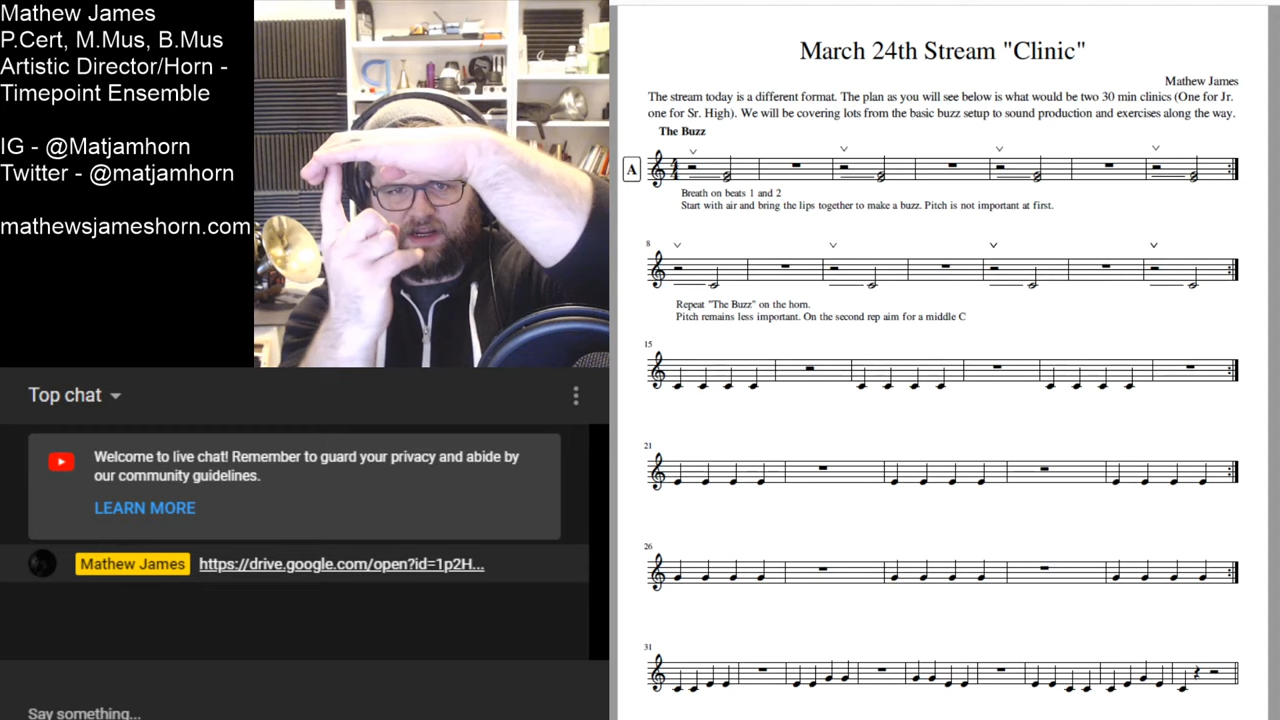 Mathew James
P.Cert, M.Mus, B.Mus
Artistic Director/Horn -
Timepoint Ensemble
IG - @Matjamhorn
Twitter - @matjamhorn
mathewsjameshorn.com
Top chat
Welcome to live chat! Remember to guard your privacy and abide by
our community guidelines.
LEARN MORE
Mathew James https://drive.google.com/open?id=1p2H...
Say something...
March 24th Stream "Clinic"
Mathew James
The stream today is a different format. The plan as you will see below is what would be two 30 min clinics (One for Jr.
one for Sr. High). We will be covering lots from the basic buzz setup to sound production and exercises along the way.
The Buzz
A
Breath on beats 1 and 2
Start with air and bring the lips together to make a buzz. Pitch is not important at first.
8
Repeat "The Buzz" on the horn.
Pitch remains less important. On the second rep aim for a middle C
15
21
26
31